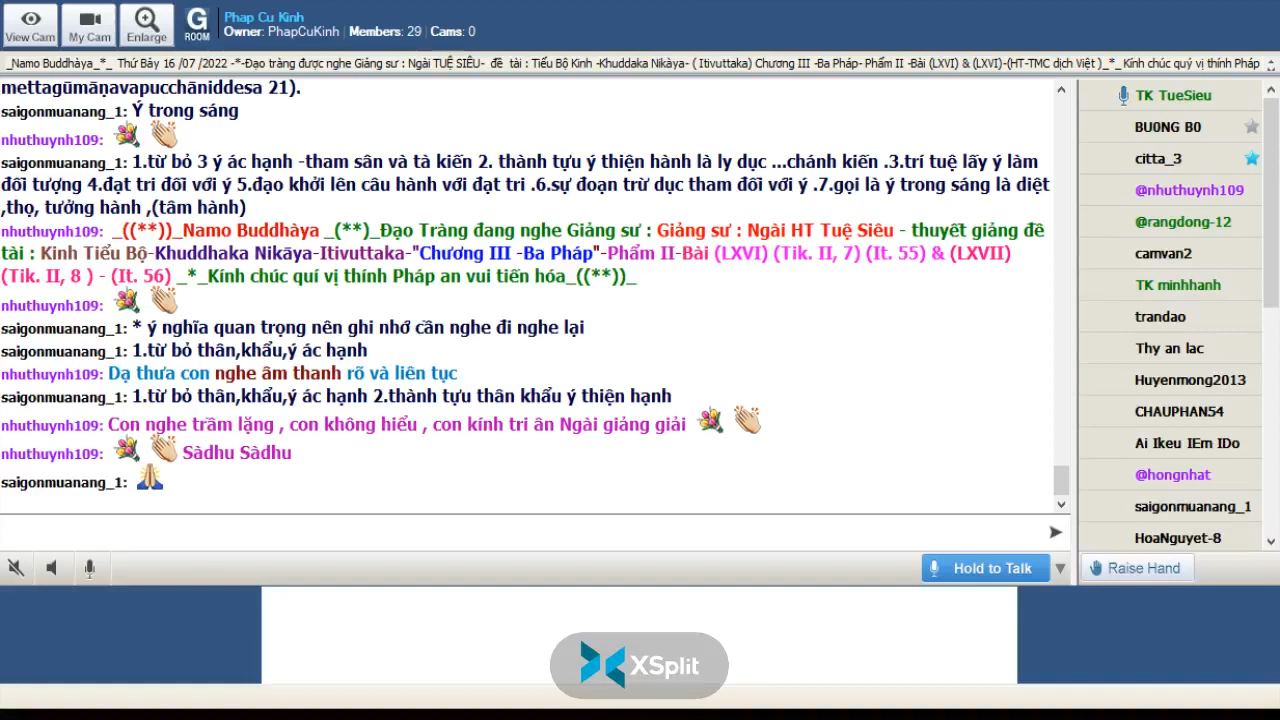 Phap Cu Kinh
Owner: PhapCuKinh | Members: 29 | Cams: 0
View Cam
My Cam
Enlarge
G
ROOM
_Namo Buddhàya_*_ Thứ Bảy 16 /07 /2022 -*-Đạo tràng được nghe Giảng sư : Ngài TUỆ SIÊU- đề tài : Tiểu Bộ Kinh -Khuddaka Nikàya- ( Itivuttaka) Chương III -Ba Pháp- Phẩm II -Bài (LXVI) & (LXVI)-(HT-TMC dịch Việt )_*_ Kính chúc quý vị thính Pháp
mettagūmāṇavapucchāniddesa 21).
saigonmuanang_1: Ý trong sáng
nhuthuynh109:
saigonmuanang_1: 1.từ bỏ 3 ý ác hạnh -tham sân và tà kiến 2. thành tựu ý thiện hành là ly dục ...chánh kiến .3.trí tuệ lấy ý làm
đối tượng 4.đạt tri đối với ý 5.đạo khởi lên câu hành với đạt tri .6.sự đoạn trừ dục tham đối với ý .7.gọi là ý trong sáng là diệt
,thọ, tưởng hành ,(tâm hành)
nhuthuynh109: _((**))_Namo Buddhàya _(**)_Đạo Tràng đang nghe Giảng sư : Giảng sư : Ngài HT Tuệ Siêu - thuyết giảng đề
tài : Kinh Tiểu Bộ-Khuddhaka Nikāya-Itivuttaka-"Chương III -Ba Pháp"-Phẩm II-Bài (LXVI) (Tik. II, 7) (It. 55) & (LXVII)
(Tik. II, 8 ) - (It. 56) _*_Kính chúc quí vị thính Pháp an vui tiến hóa_((**))_
nhuthuynh109:
saigonmuanang_1: * ý nghĩa quan trọng nên ghi nhớ cần nghe đi nghe lại
saigonmuanang_1: 1.từ bỏ thân,khẩu,ý ác hạnh
nhuthuynh109: Dạ thưa con nghe âm thanh rõ và liên tục
saigonmuanang_1: 1.từ bỏ thân,khẩu,ý ác hạnh 2.thành tựu thân khẩu ý thiện hạnh
nhuthuynh109: Con nghe trầm lặng , con không hiểu , con kính tri ân Ngài giảng giải
nhuthuynh109: Sàdhu Sàdhu
saigonmuanang_1:
TK TueSieu
BU0NG B0
citta_3
@nhuthuynh109
@rangdong-12
camvan2
TK minhhanh
trandao
Thy an lac
Huyenmong2013
CHAUPHAN54
Ai Ikeu IEm IDo
@hongnhat
saigonmuanang_1
HoaNguyet-8
Hold to Talk
Raise Hand
XSplit